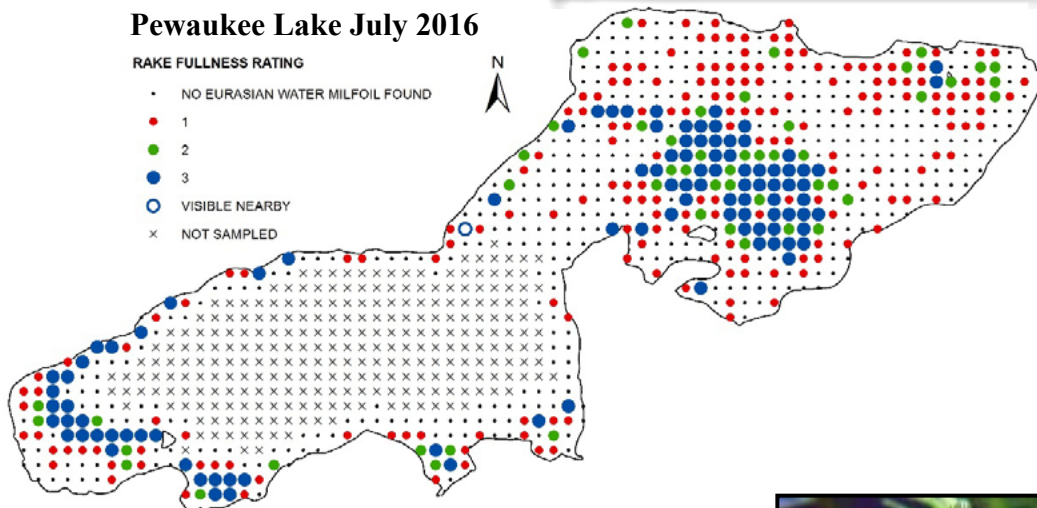 Pewaukee Lake July 2016
RAKE FULLNESS RATING
N
NO EURASIAN WATER MILFOIL FOUND
1
2
3
VISIBLE NEARBY
NOT SAMPLED